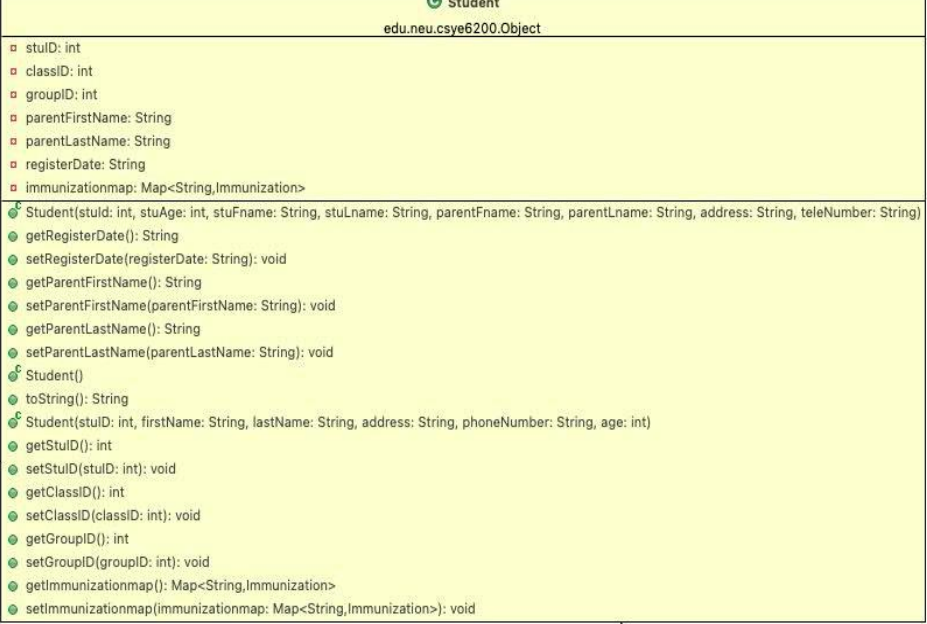 Student
edu.neu.csye6200.Object
stuID: int
classID: int
groupID: int
parentFirstName: String
parentLastName: String
registerDate: String
immunizationmap: Map<String,Immunization>
Student(stuId: int, stuAge: int, stuFname: String, stuLname: String, parentFname: String, parentLname: String, address: String, teleNumber: String)
getRegisterDate(): String
setRegisterDate(registerDate: String): void
getParentFirstName(): String
setParentFirstName(parentFirstName: String): void
getParentLastName(): String
setParentLastName(parentLastName: String): void
Student()
toString(): String
Student(stuID: int, firstName: String, lastName: String, address: String, phoneNumber: String, age: int)
getStuID(): int
setStuID(stuID: int): void
getClassID(): int
setClassID(classID: int): void
getGroupID(): int
setGroupID(groupID: int): void
getImmunizationmap(): Map<String,Immunization>
setImmunizationmap(immunizationmap: Map<String,Immunization>): void